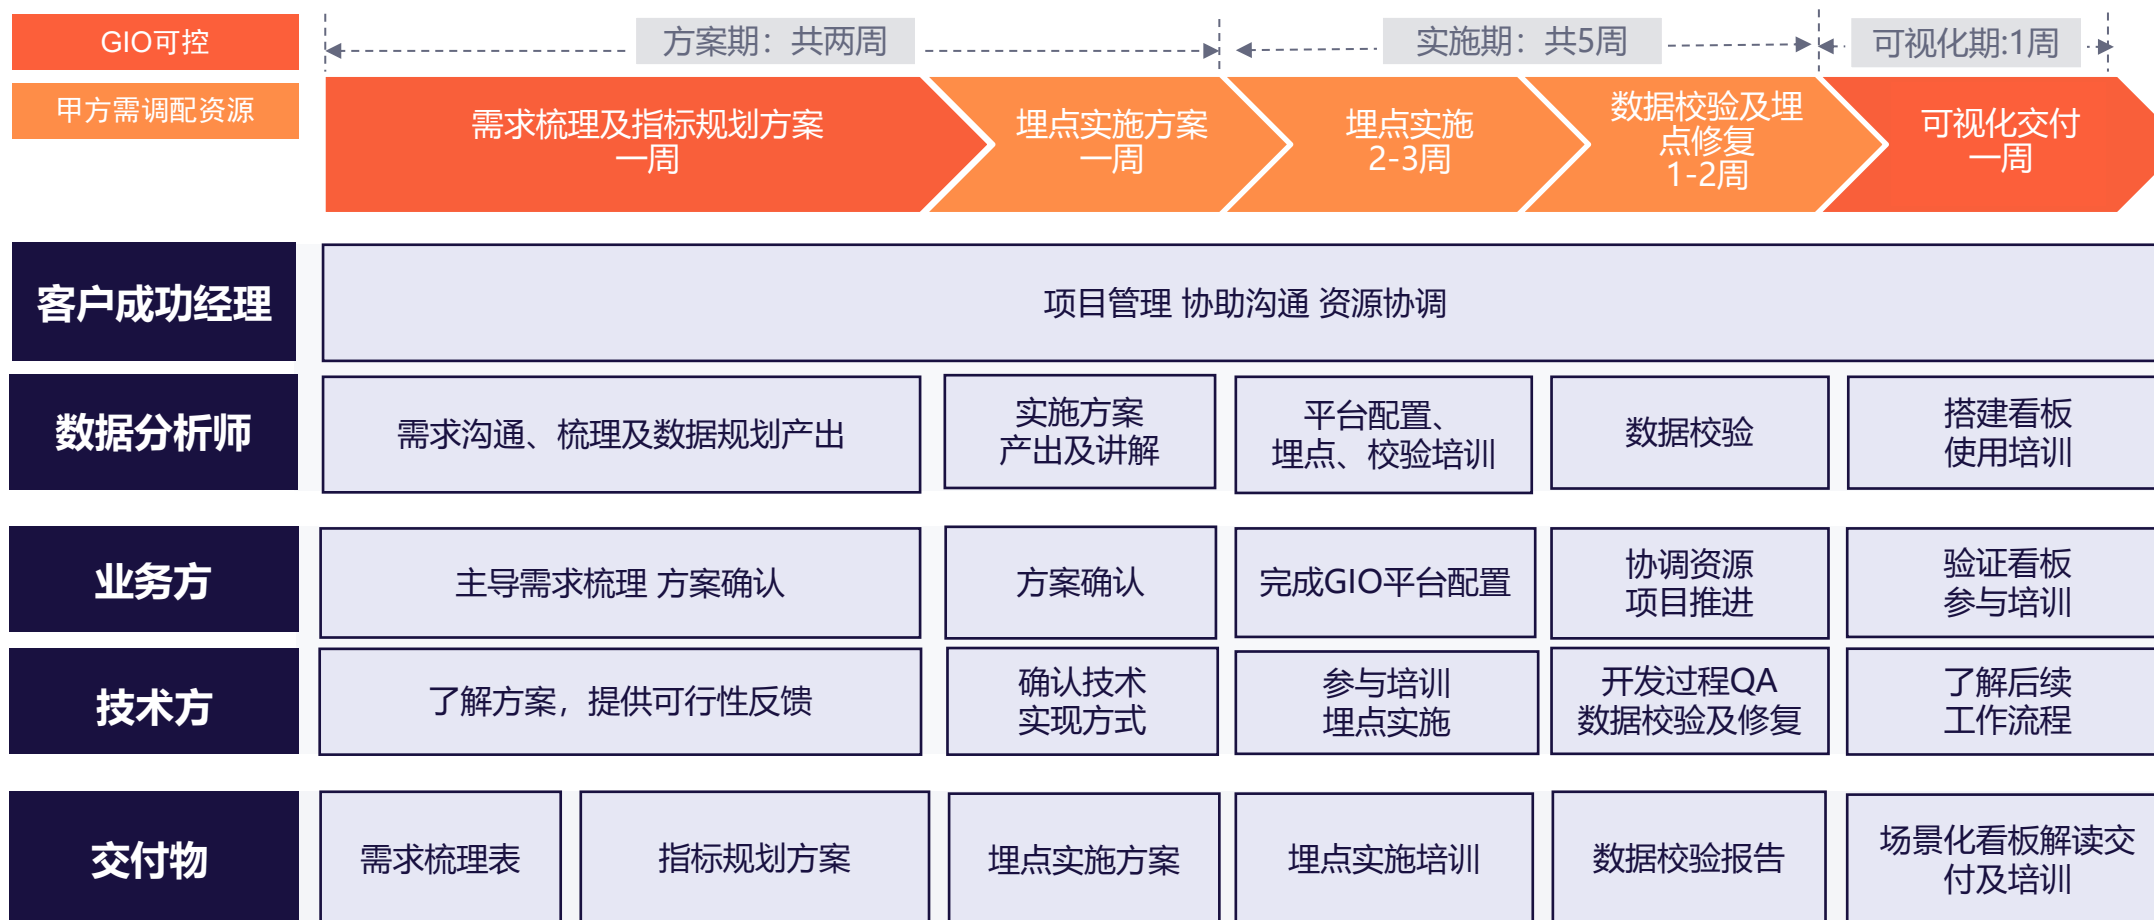 GIO可控
方案期：共两周
实施期：共5周
可视化期:1周
甲方需调配资源
需求梳理及指标规划方案
一周
埋点实施方案
一周
埋点实施
2-3周
数据校验及埋
点修复
1-2周
可视化交付
一周
客户成功经理
项目管理 协助沟通 资源协调
数据分析师
需求沟通、梳理及数据规划产出
实施方案
产出及讲解
平台配置、
埋点、校验培训
数据校验
搭建看板
使用培训
业务方
主导需求梳理 方案确认
方案确认
完成GIO平台配置
协调资源
项目推进
验证看板
参与培训
技术方
了解方案，提供可行性反馈
确认技术
实现方式
参与培训
埋点实施
开发过程QA
数据校验及修复
了解后续
工作流程
交付物
需求梳理表
指标规划方案
埋点实施方案
埋点实施培训
数据校验报告
场景化看板解读交
付及培训